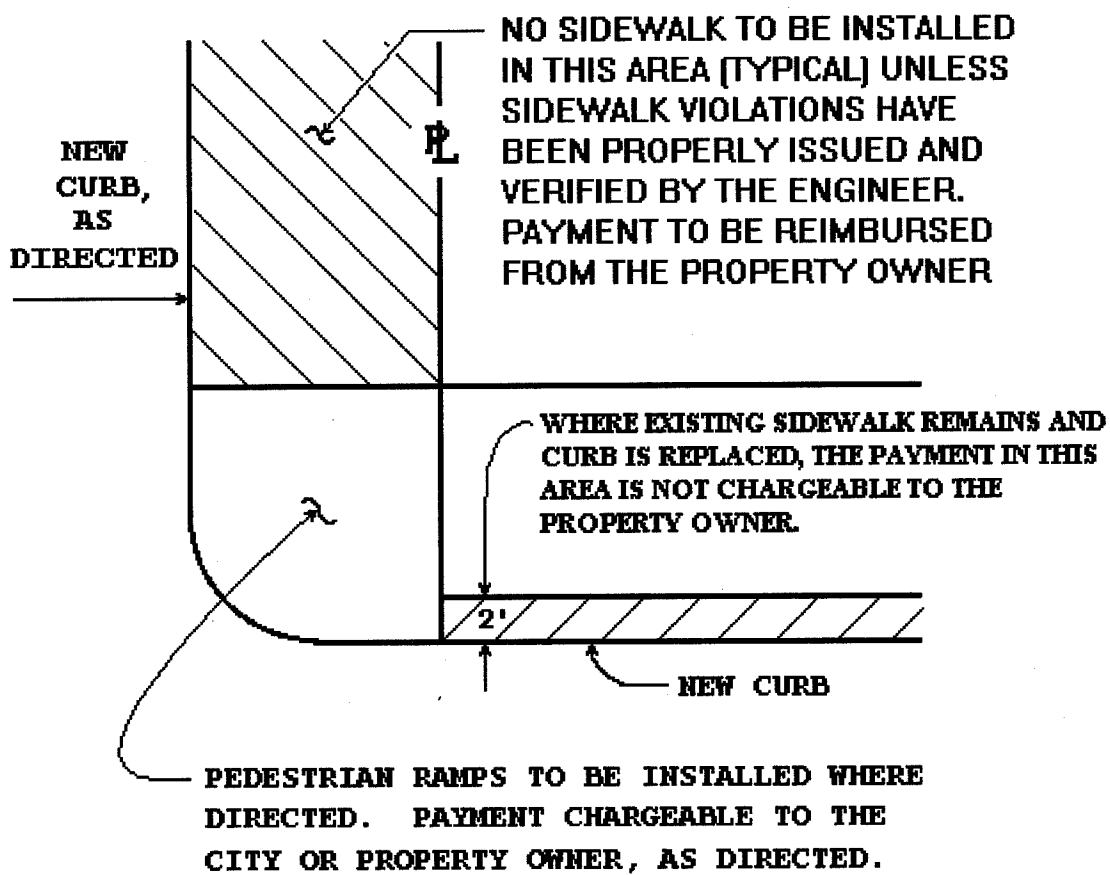 NO SIDEWALK TO BE INSTALLED
IN THIS AREA (TYPICAL) UNLESS
SIDEWALK VIOLATIONS HAVE
BEEN PROPERLY ISSUED AND
VERIFIED BY THE ENGINEER.
PAYMENT TO BE REIMBURSED
FROM THE PROPERTY OWNER
PL
NEW
CURB,
AS
DIRECTED
WHERE EXISTING SIDEWALK REMAINS AND
CURB IS REPLACED, THE PAYMENT IN THIS
AREA IS NOT CHARGEABLE TO THE
PROPERTY OWNER.
2'
NEW CURB
PEDESTRIAN RAMPS TO BE INSTALLED WHERE
DIRECTED. PAYMENT CHARGEABLE TO THE
CITY OR PROPERTY OWNER, AS DIRECTED.